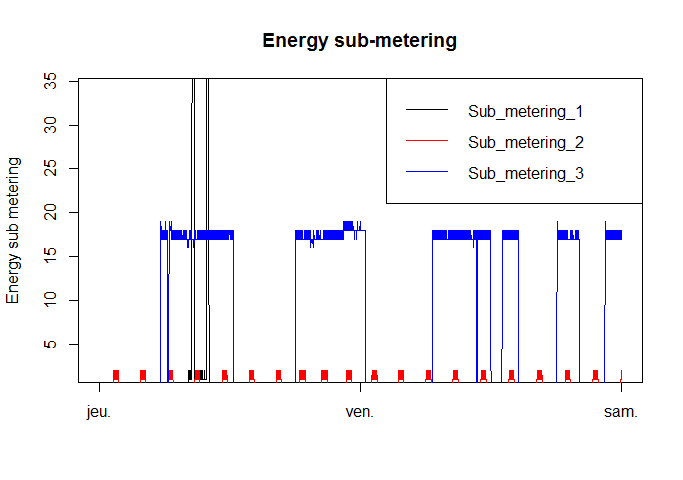 Energy sub-metering
Energy sub metering
35
30
25
20
15
10
5
Sub_metering_1
Sub_metering_2
Sub_metering_3
jeu.
ven.
sam.